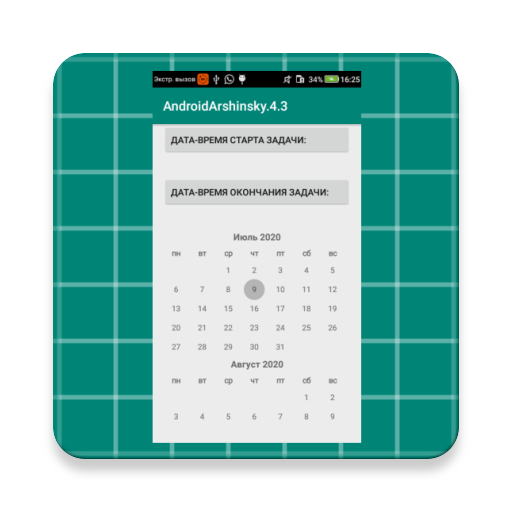 Экстр. вызов 34% 16:25
AndroidArshinsky.4.3
ДАТА-ВРЕМЯ СТАРТА ЗАДАЧИ:
ДАТА-ВРЕМЯ ОКОНЧАНИЯ ЗАДАЧИ:
Июль 2020
пн вт ср чт пт сб вс
1 2 3 4 5
6 7 8 9 10 11 12
13 14 15 16 17 18 19
20 21 22 23 24 25 26
27 28 29 30 31
Август 2020
пн вт ср чт пт сб вс
1 2
3 4 5 6 7 8 9